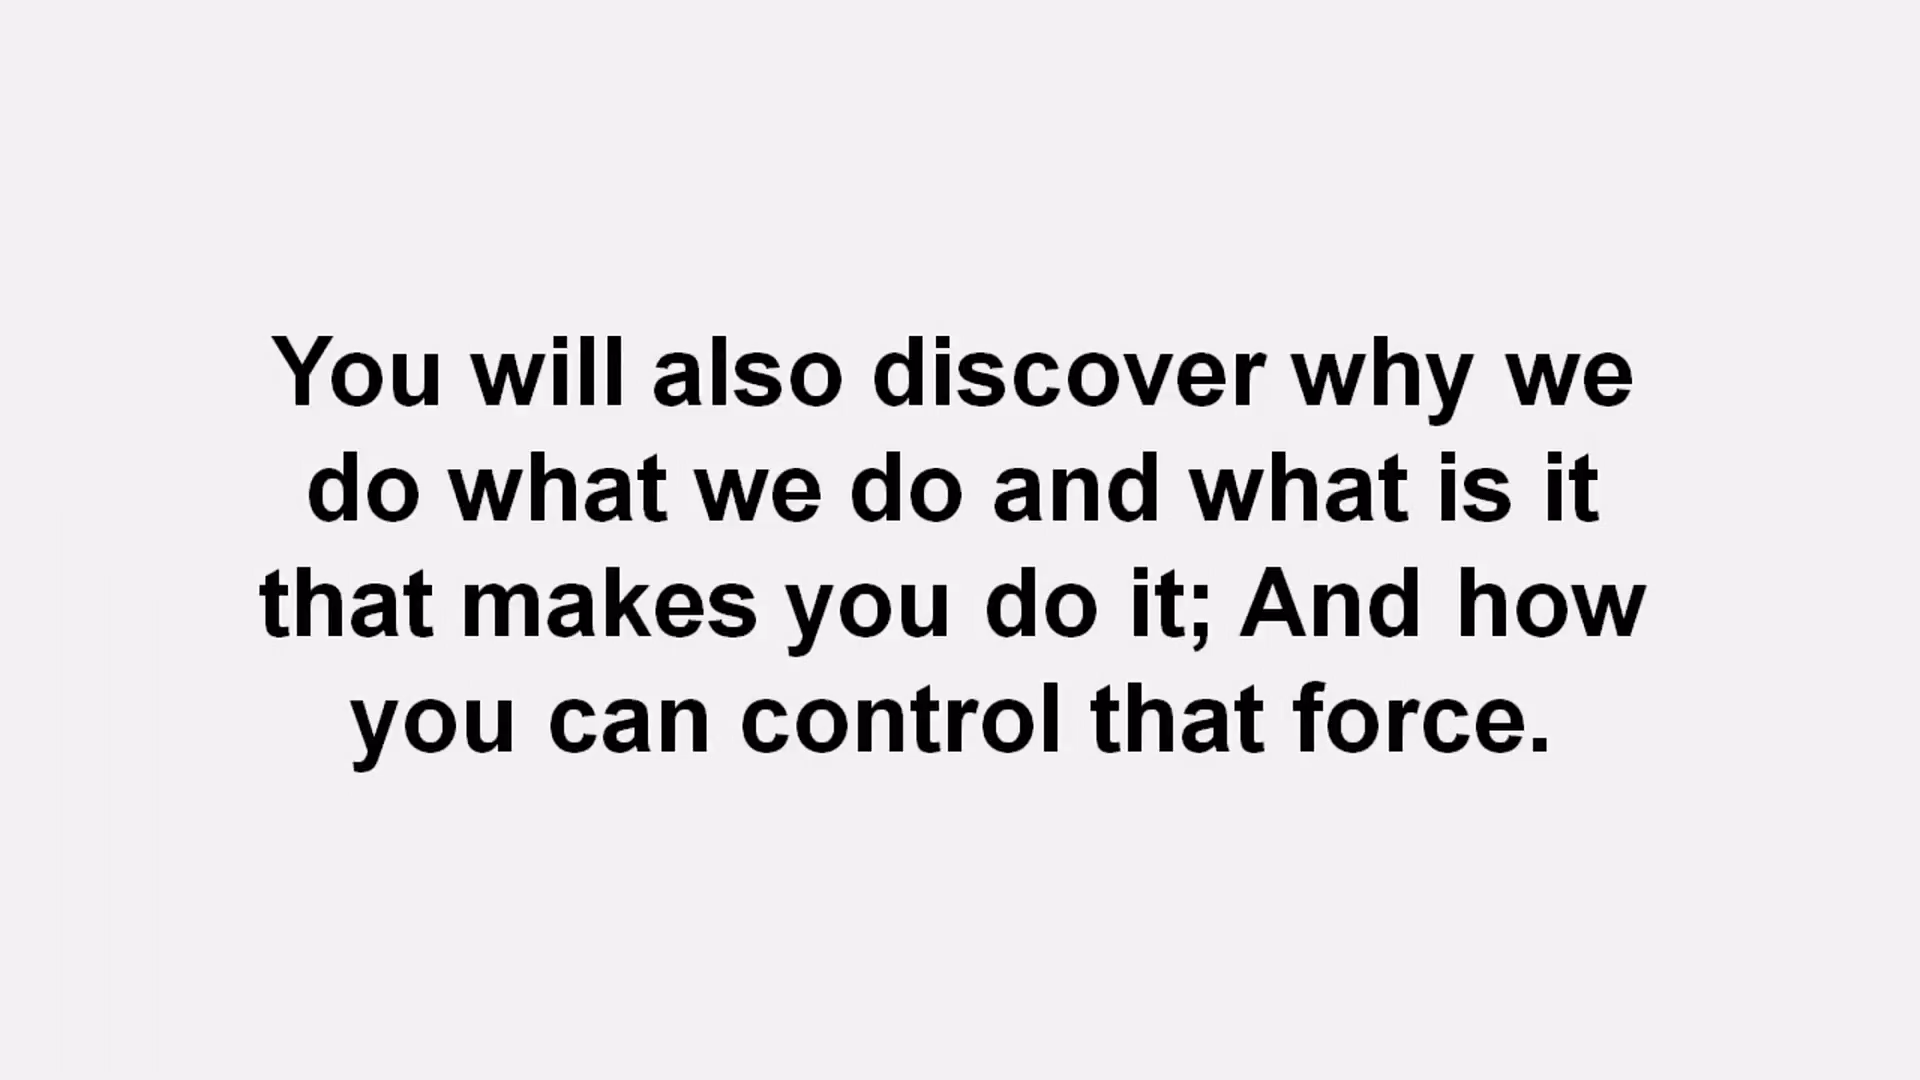 You will also discover why we
do what we do and what is it
that makes you do it; And how
you can control that force.